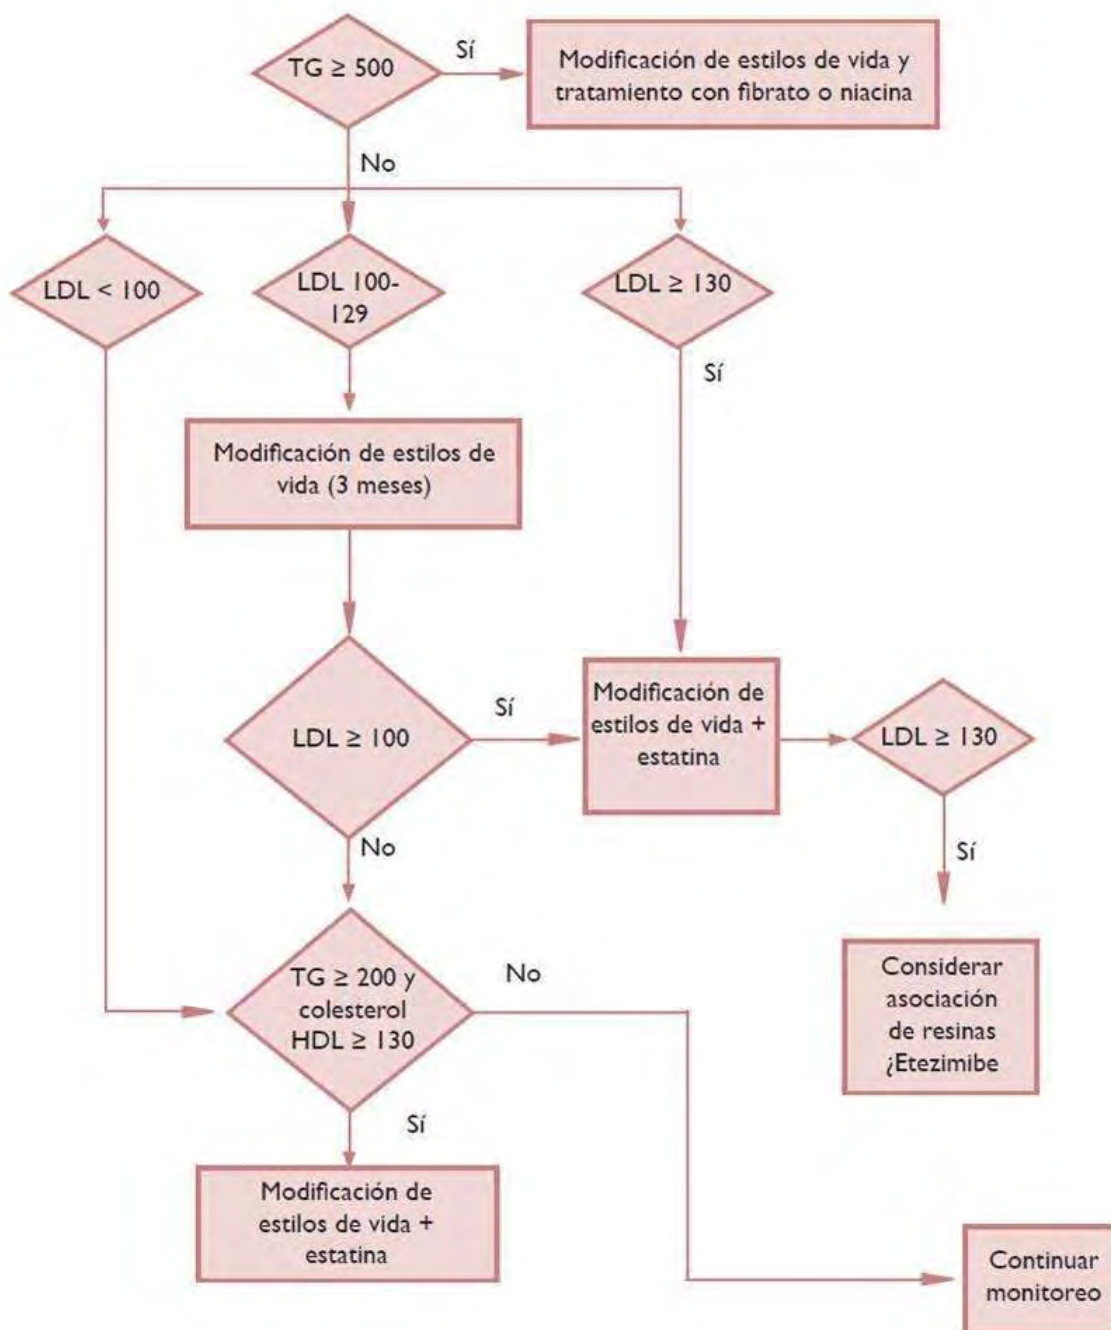 TG ≥ 500
Sí
Modificación de estilos de vida y
tratamiento con fibrato o niacina
No
LDL < 100
LDL 100-
129
LDL ≥ 130
Sí
Modificación de estilos de
vida (3 meses)
LDL ≥ 100
Sí
Modificación de
estilos de vida +
estatina
LDL ≥ 130
No
Sí
TG ≥ 200 y
colesterol
HDL ≥ 130
No
Considerar
asociación
de resinas
¿Etezimibe
Sí
Modificación de
estilos de vida +
estatina
Continuar
monitoreo